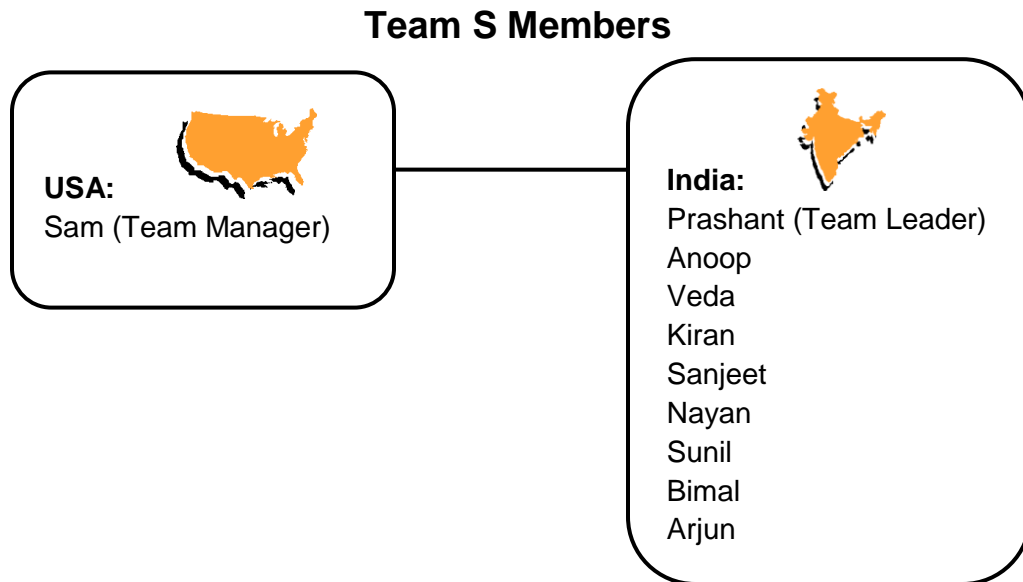 Team S Members
USA:
Sam (Team Manager)
India:
Prashant (Team Leader)
Anoop
Veda
Kiran
Sanjeet
Nayan
Sunil
Bimal
Arjun